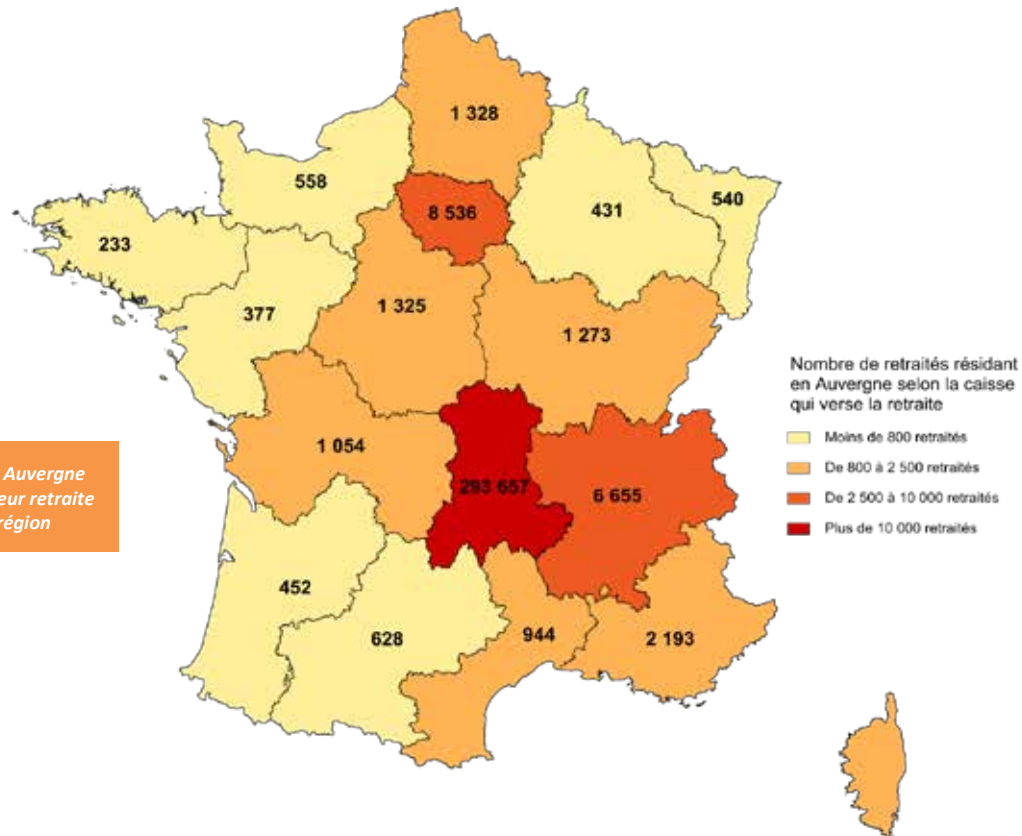 1 328
558
8 536
431
540
233
377
1 325
1 273
Nombre de retraités résidant
en Auvergne selon la caisse
qui verse la retraite
Moins de 800 retraités
De 800 à 2 500 retraités
De 2 500 à 10 000 retraités
Plus de 10 000 retraités
1 054
293 657
6 655
Auvergne
eur retraite
région
452
628
944
2 193